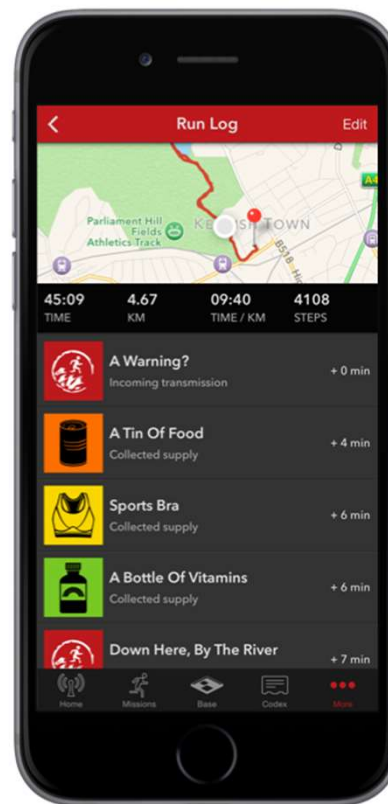 Run Log
Edit
Parliament Hill
Fields
Athletics Track
TOWN
45:09
TIME
4.67
KM
09:40
TIME / KM
4108
STEPS
A Warning?
Incoming transmission
+ 0 min
A Tin Of Food
Collected supply
+ 4 min
Sports Bra
Collected supply
+ 6 min
A Bottle Of Vitamins
Collected supply
+ 6 min
Down Here, By The River
+ 7 min
Home
Missions
Base
Codex
More